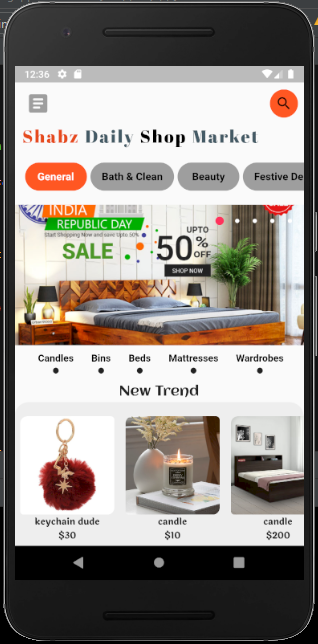 12:36
Shabz Daily Shop Market
General
Bath & Clean
Beauty
Festive De
INDIA
REPUBLIC DAY
Start Shopping Now and save Upto 50%
SALE
UPTO
50% OFF
SHOP NOW
Candles
Bins
Beds
Mattresses
Wardrobes
New Trend
keychain dude
candle
candle
$30
$10
$200